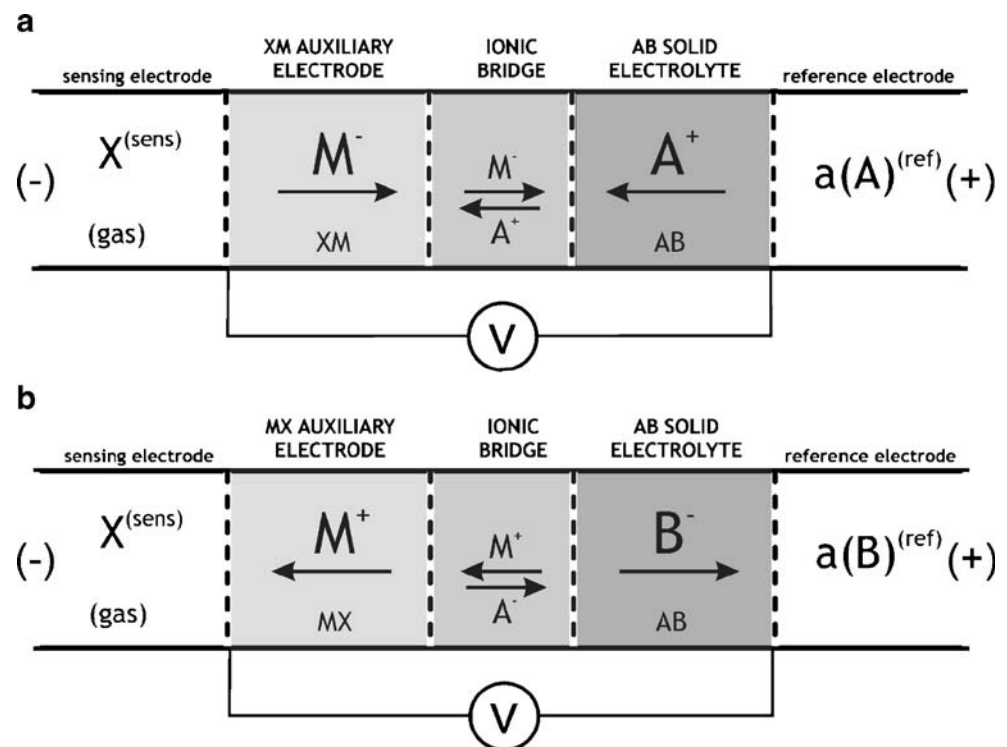 a
XM AUXILIARY ELECTRODE
IONIC BRIDGE
AB SOLID ELECTROLYTE
sensing electrode
reference electrode
(-)
X(sens)
(gas)
M-
XM
M-
A+
A+
AB
a(A)(ref)(+)
V
b
MX AUXILIARY ELECTRODE
IONIC BRIDGE
AB SOLID ELECTROLYTE
sensing electrode
reference electrode
(-)
X(sens)
(gas)
M+
MX
M+
A-
B-
AB
a(B)(ref)(+)
V